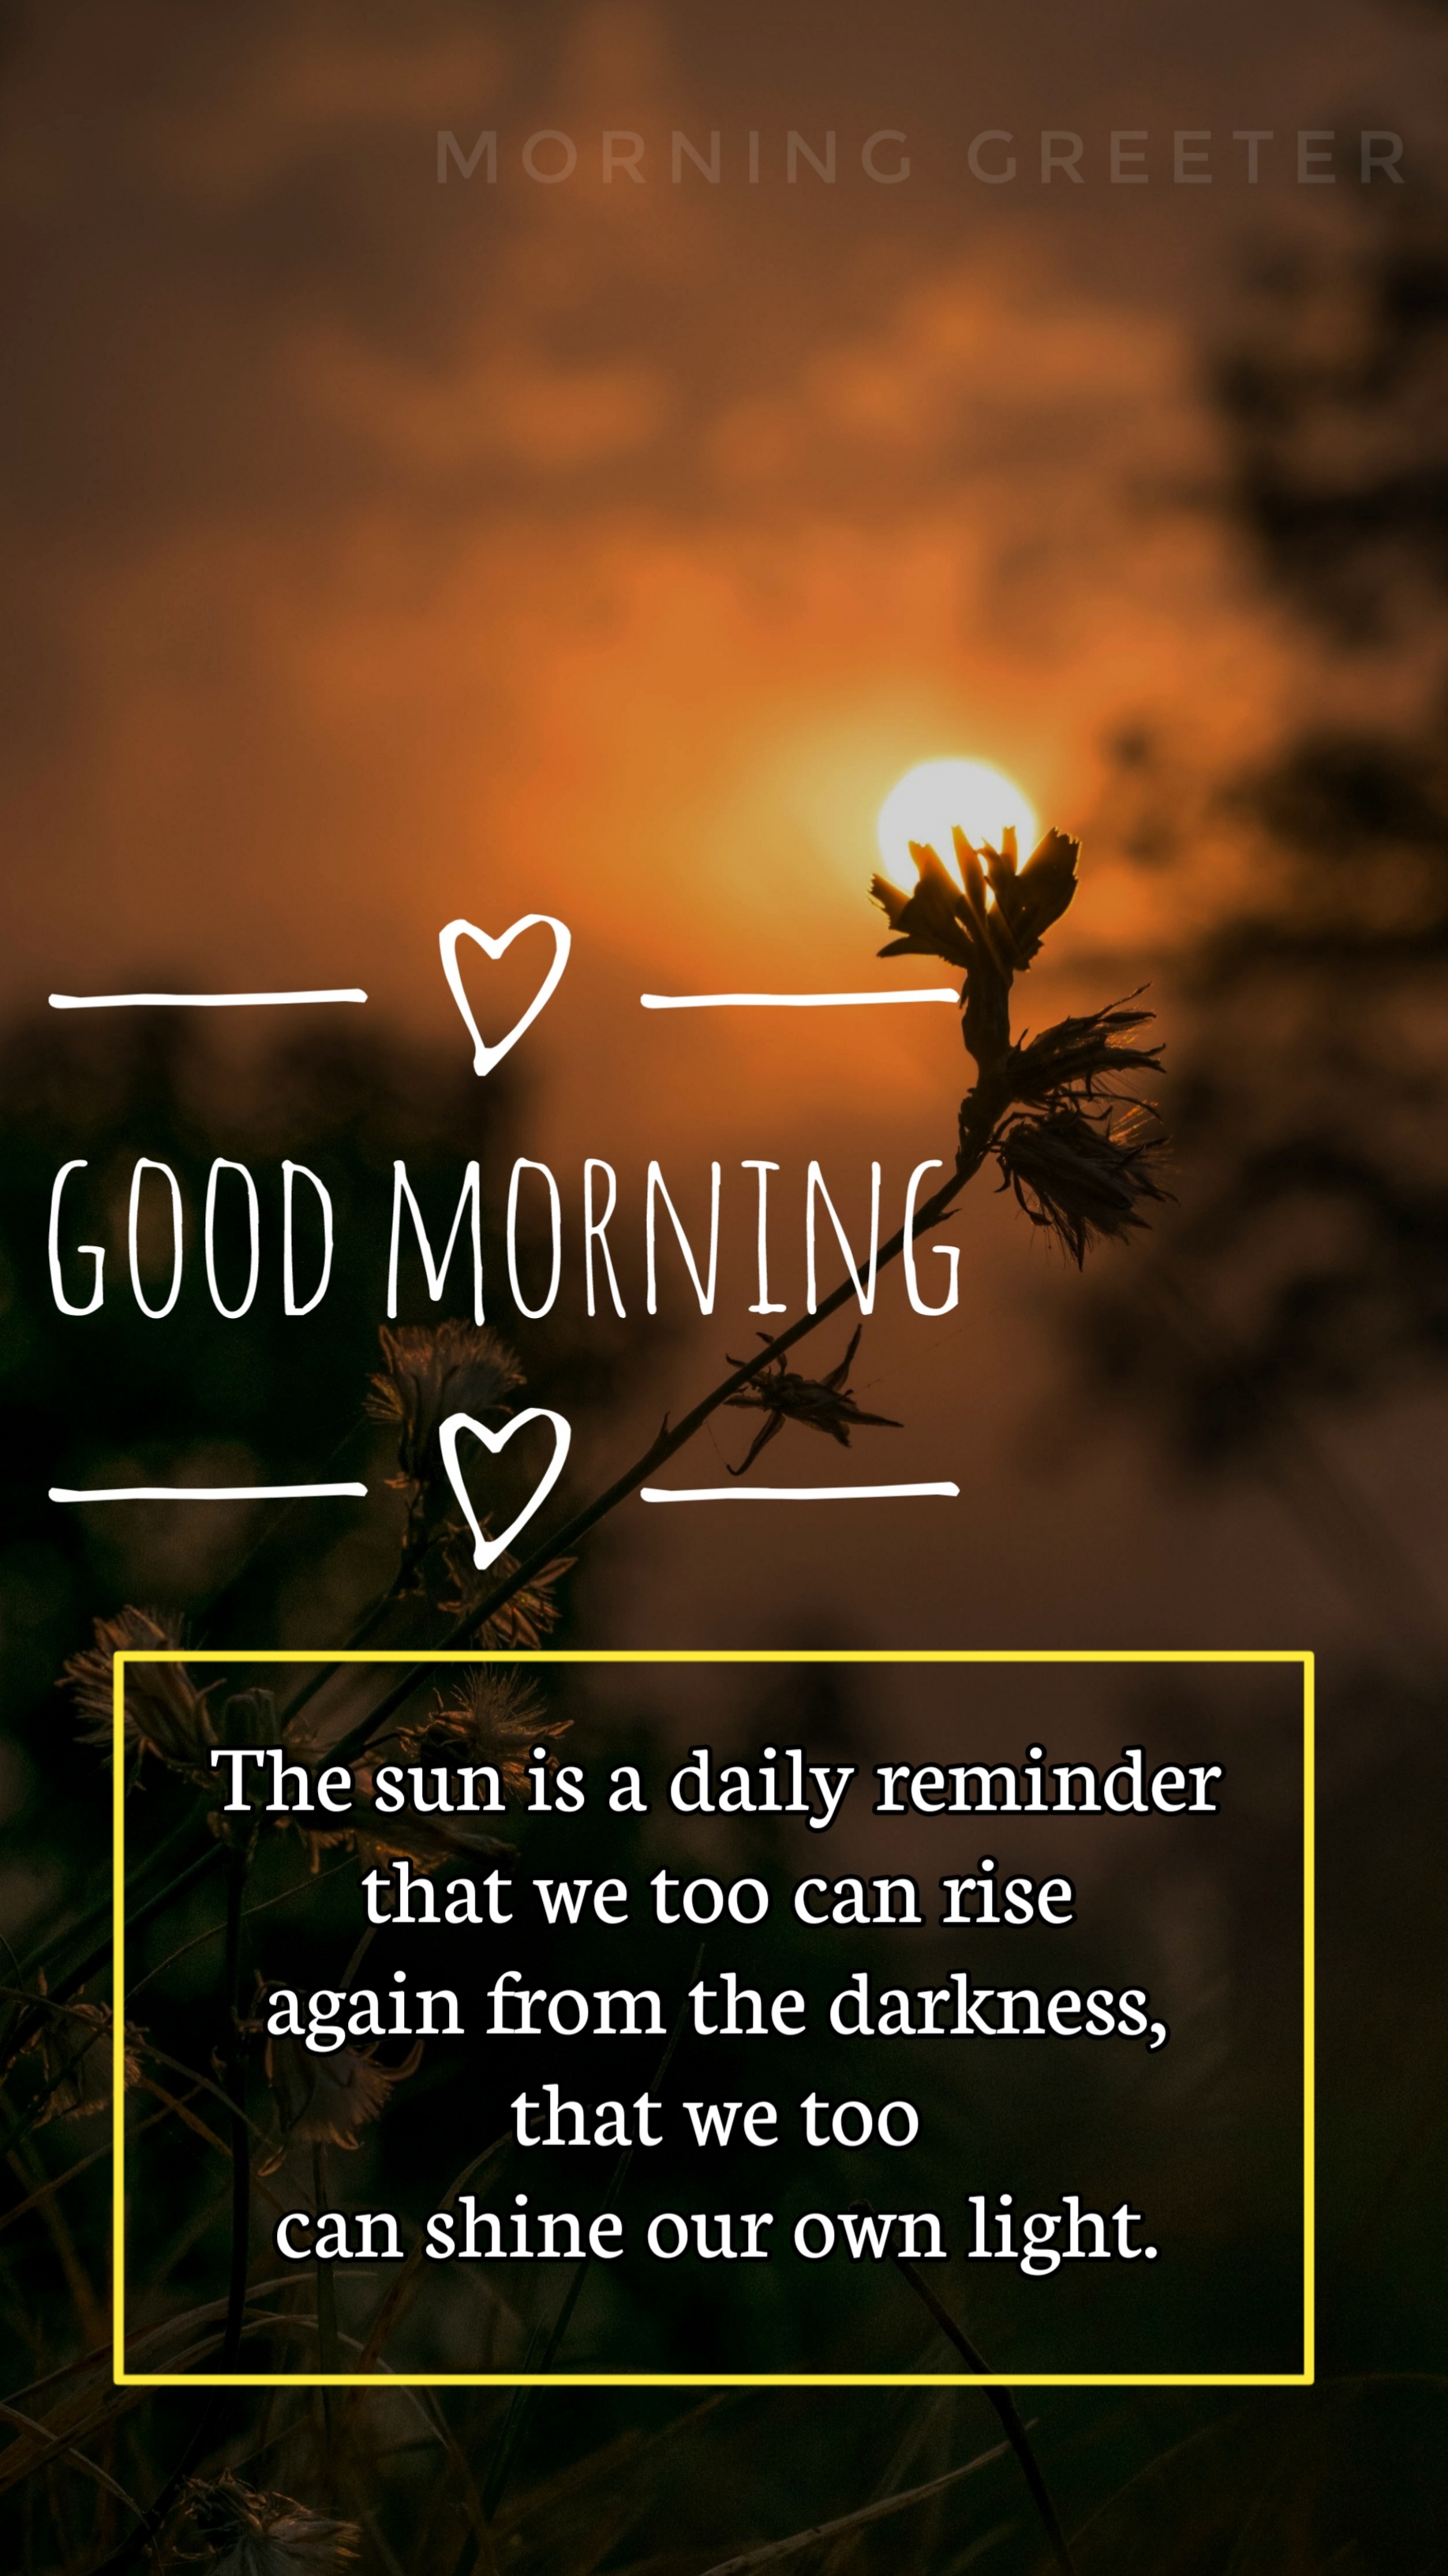 MORNING GREETER
GOOD MORNING
The sun is a daily reminder
that we too can rise
again from the darkness,
that we too
can shine our own light.